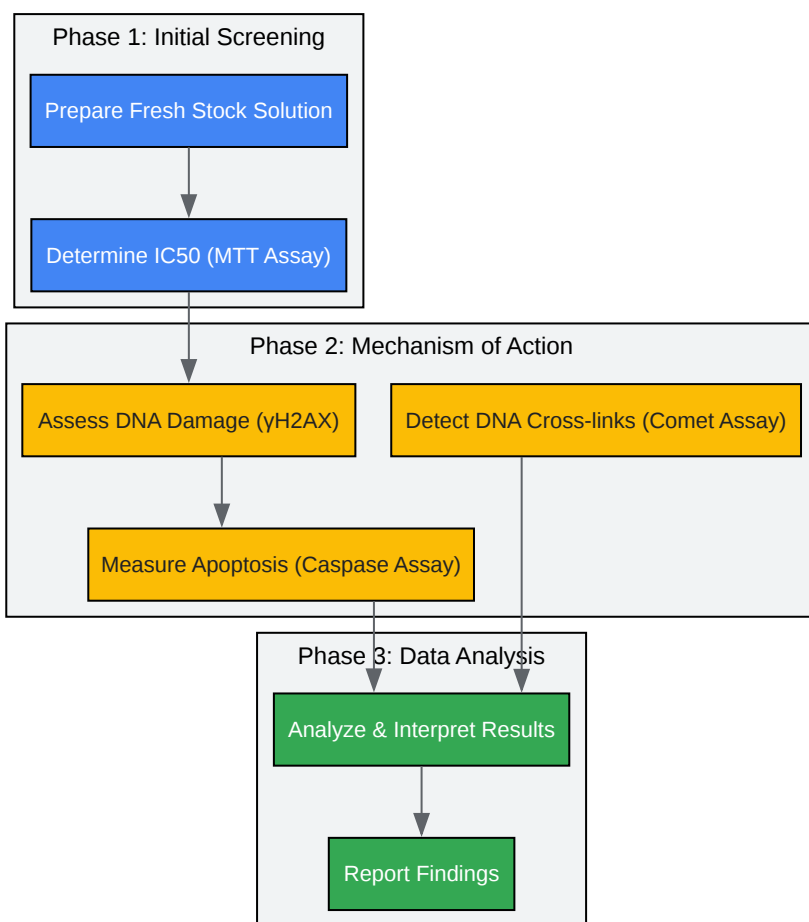 Phase 1: Initial Screening
Prepare Fresh Stock Solution
Determine IC50 (MTT Assay)
Phase 2: Mechanism of Action
Assess DNA Damage (γH2AX)
Detect DNA Cross-links (Comet Assay)
Measure Apoptosis (Caspase Assay)
Phase 3: Data Analysis
Analyze & Interpret Results
Report Findings